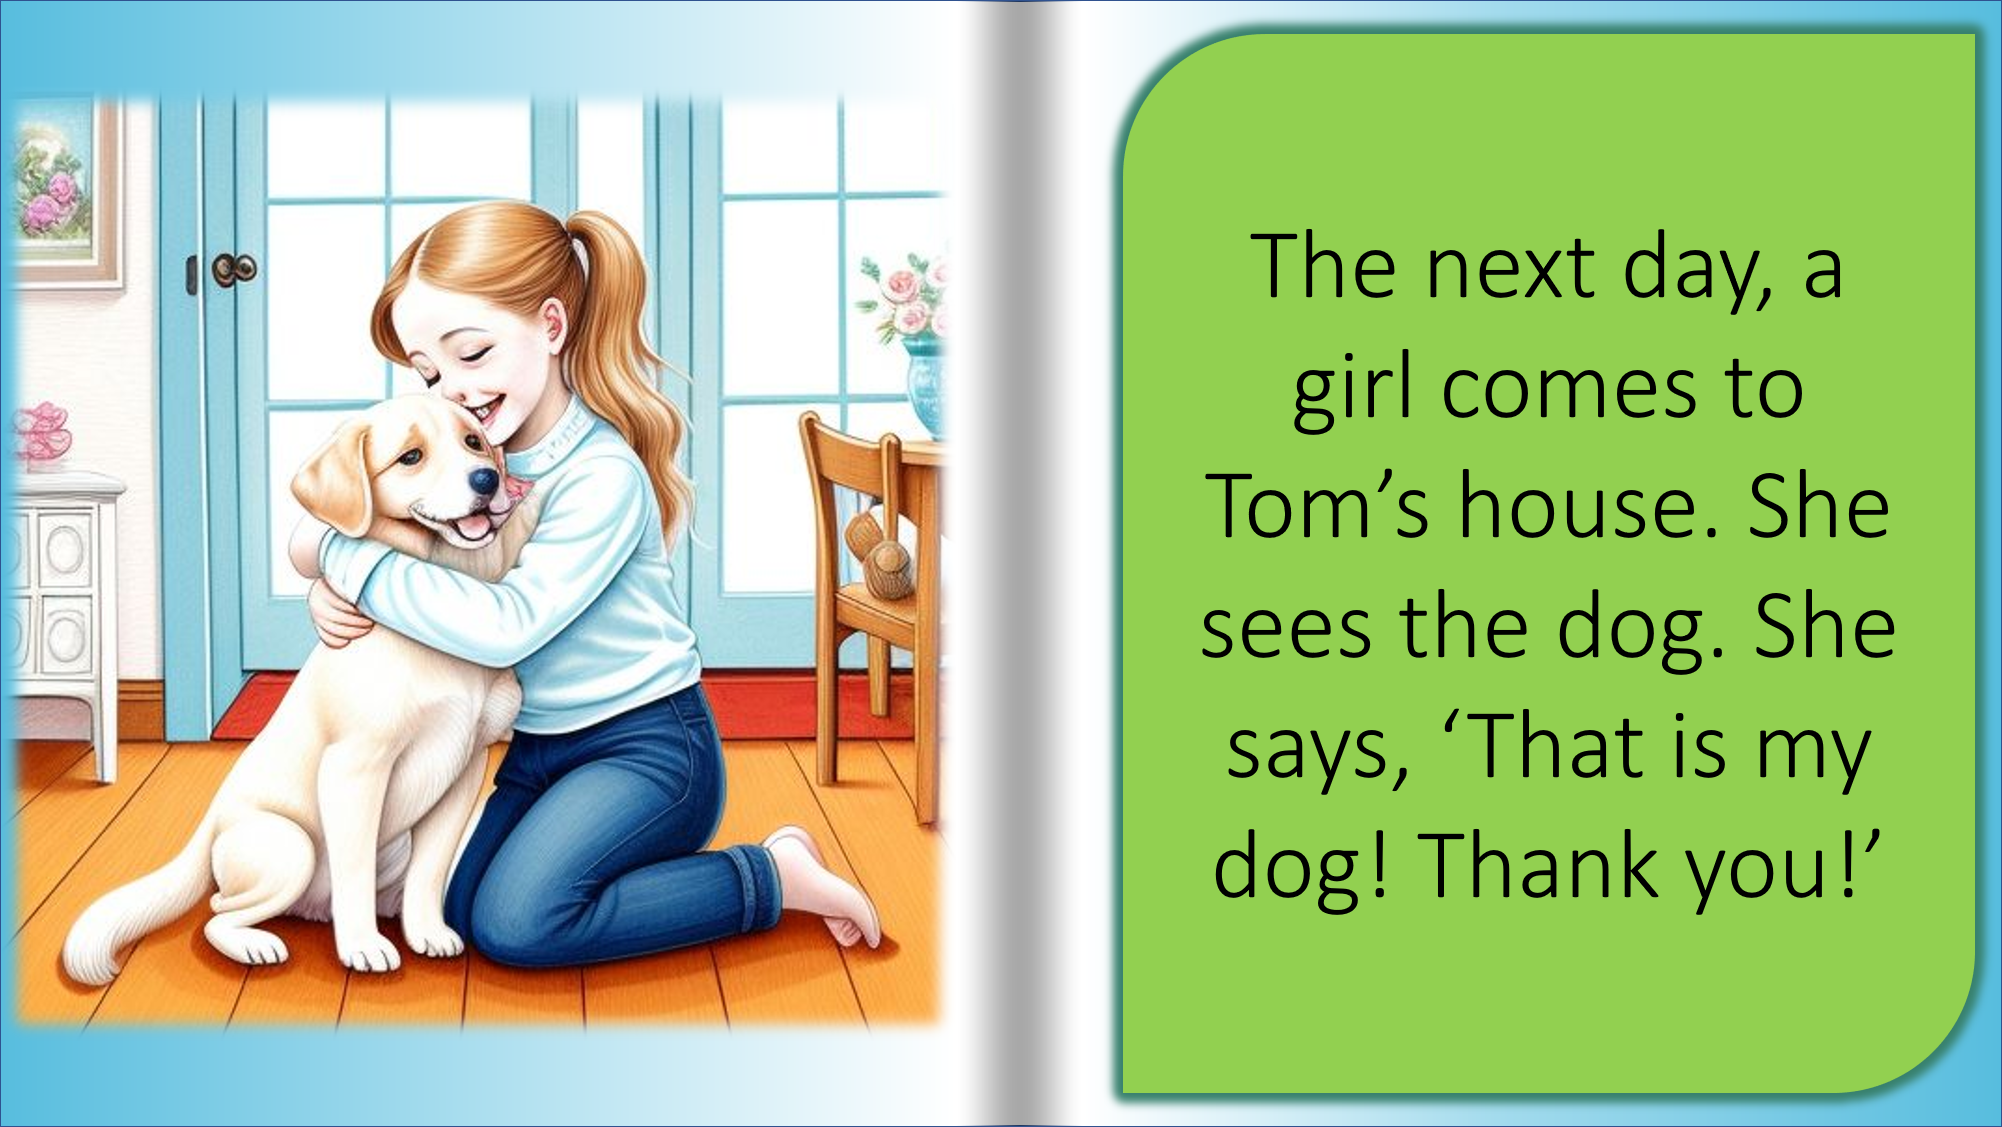 The next day, a
girl comes to
Tom’s house. She
sees the dog. She
says, ‘That is my
dog! Thank you!’